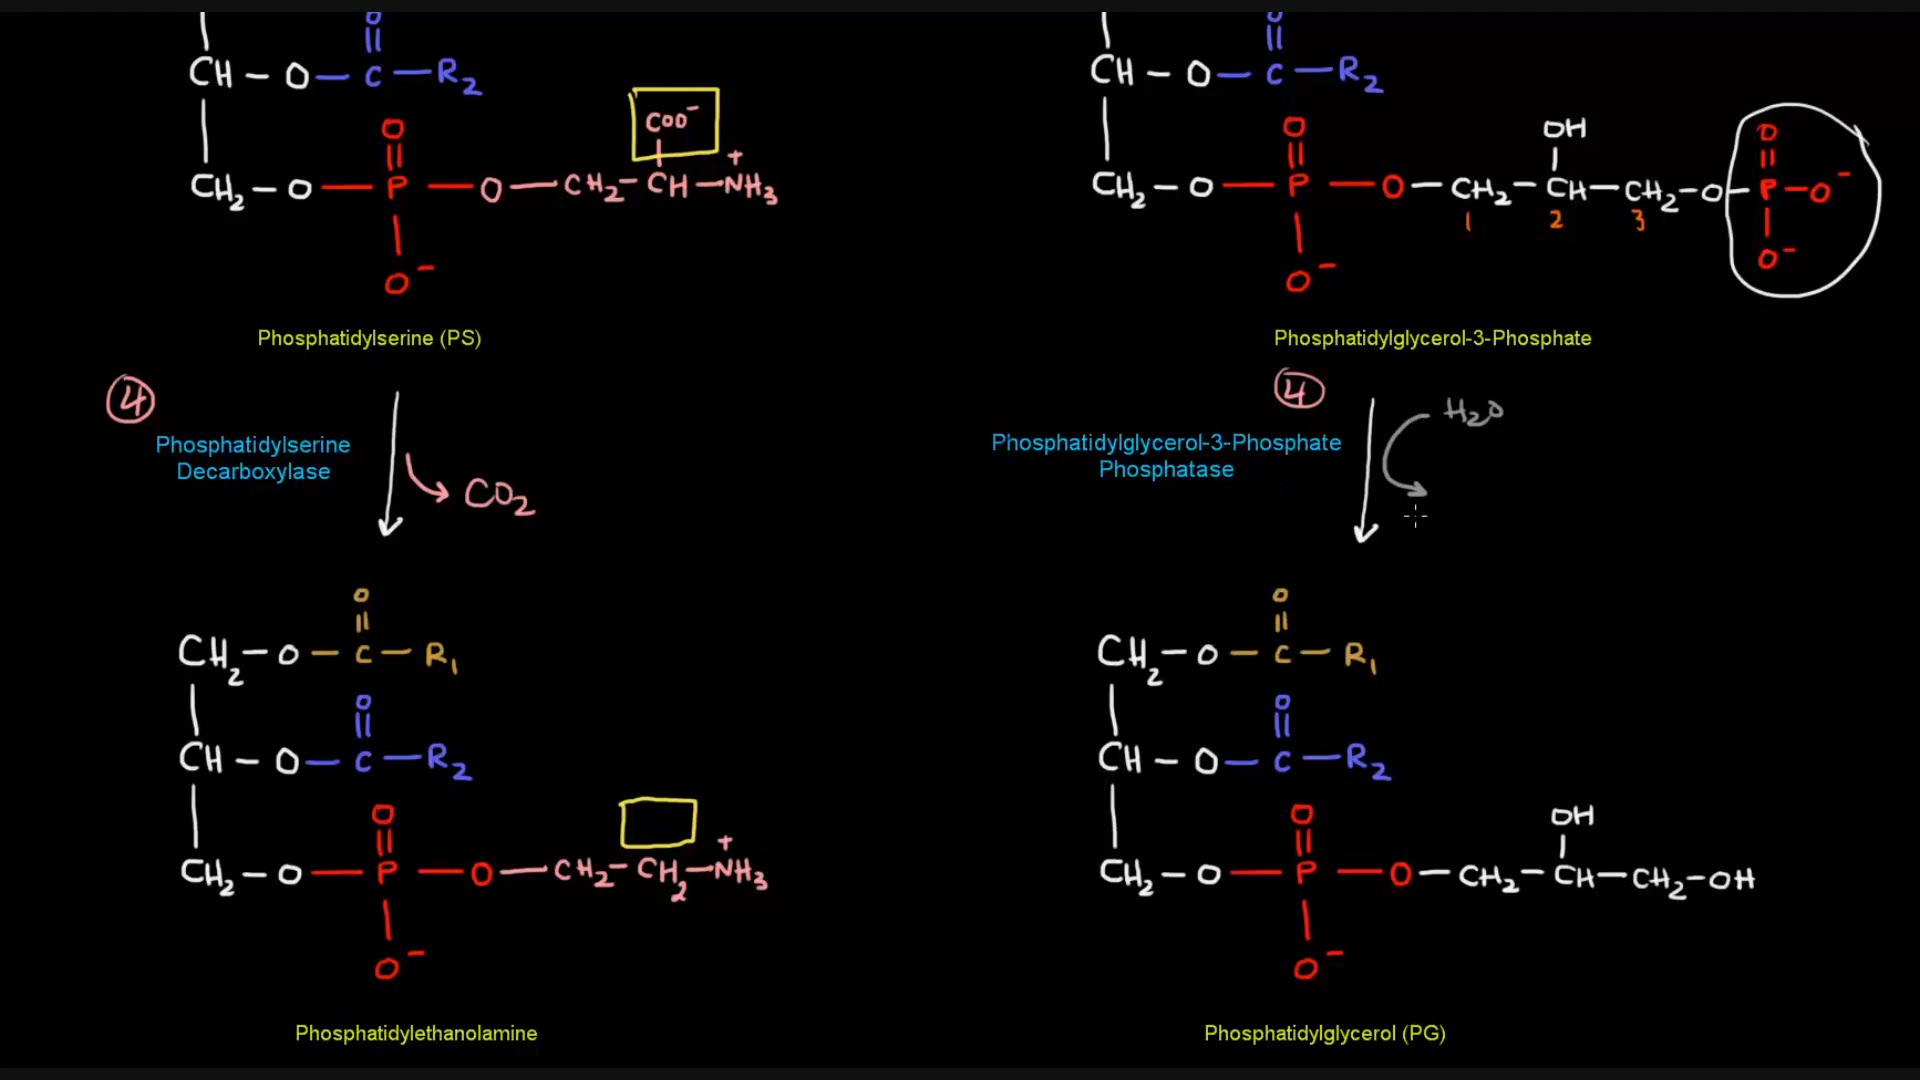 O O
CH - O - C - R2 CH - O - C - R2
COO-
O + O OH O
CH2 - O - P - O - CH2 - CH - NH3 CH2 - O - P - O - CH2 - CH - CH2 - O - P - O-
1 2 3
O- O- O-
Phosphatidylserine (PS) Phosphatidylglycerol-3-Phosphate
4 4
Phosphatidylserine Phosphatidylglycerol-3-Phosphate H2O
Decarboxylase Phosphatase
CO2
O O
CH2 - O - C - R1 CH2 - O - C - R1
O O
CH - O - C - R2 CH - O - C - R2
O + O OH
CH2 - O - P - O - CH2 - CH2 - NH3 CH2 - O - P - O - CH2 - CH - CH2 - OH
O- O-
Phosphatidylethanolamine Phosphatidylglycerol (PG)